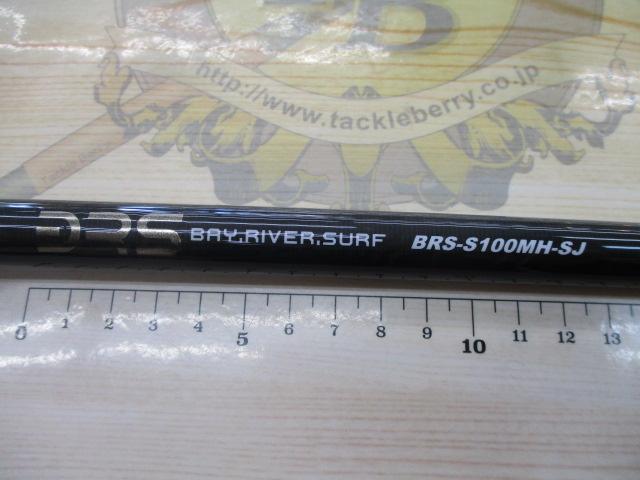 http://www.tackleberry.co.jp
BRS BAY.RIVER.SURF BRS-S100MH-SJ
0 1 2 3 4 5 6 7 8 9 10 11 12 13